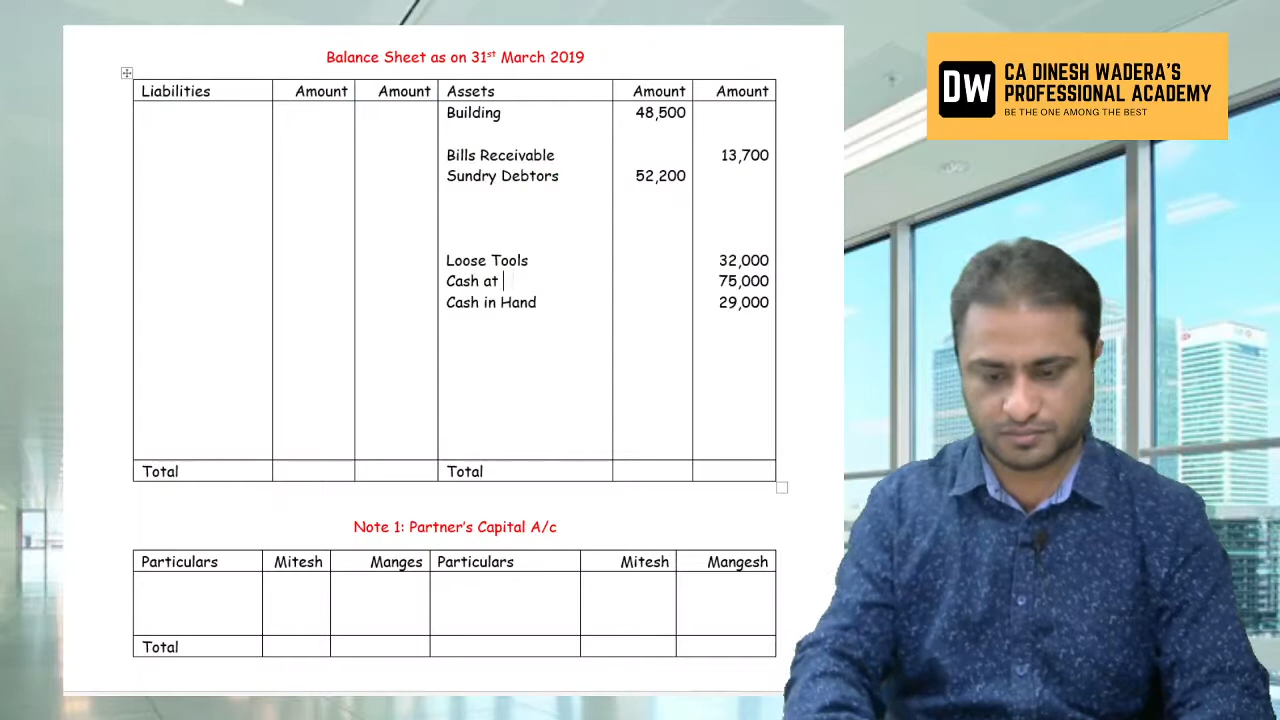 Balance Sheet as on 31st March 2019
Liabilities Amount Amount Assets Amount Amount
Building 48,500
Bills Receivable 13,700
Sundry Debtors 52,200
Loose Tools 32,000
Cash at 75,000
Cash in Hand 29,000
Total Total
Note 1: Partner's Capital A/c
Particulars Mitesh Manges Particulars Mitesh Mangesh
Total
DW
CA DINESH WADERA'S
PROFESSIONAL ACADEMY
BE THE ONE AMONG THE BEST